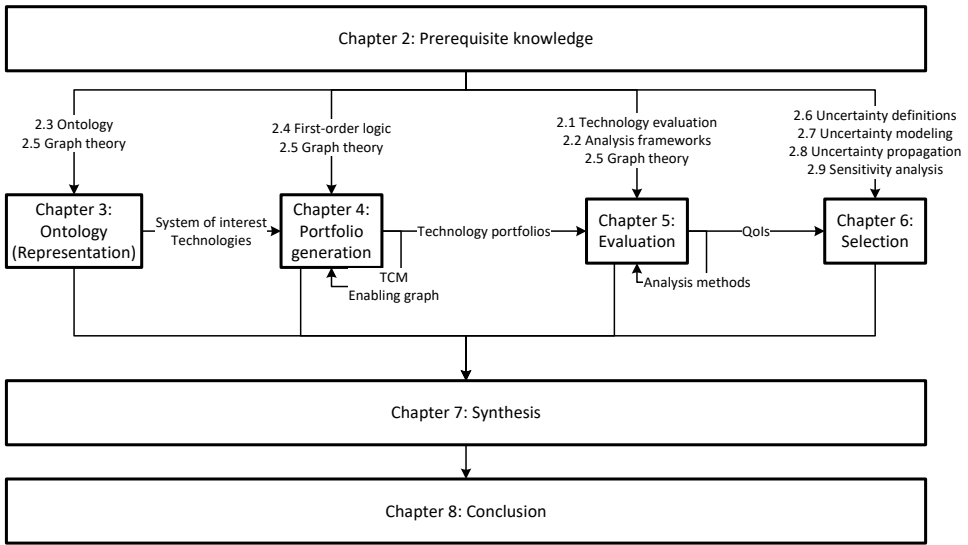 Chapter 2: Prerequisite knowledge
2.3 Ontology
2.5 Graph theory
2.4 First-order logic
2.5 Graph theory
2.1 Technology evaluation
2.2 Analysis frameworks
2.5 Graph theory
2.6 Uncertainty definitions
2.7 Uncertainty modeling
2.8 Uncertainty propagation
2.9 Sensitivity analysis
Chapter 3:
Ontology
(Representation)
System of interest
Technologies
Chapter 4:
Portfolio
generation
Technology portfolios
TCM
Enabling graph
Chapter 5:
Evaluation
QoIs
Analysis methods
Chapter 6:
Selection
Chapter 7: Synthesis
Chapter 8: Conclusion